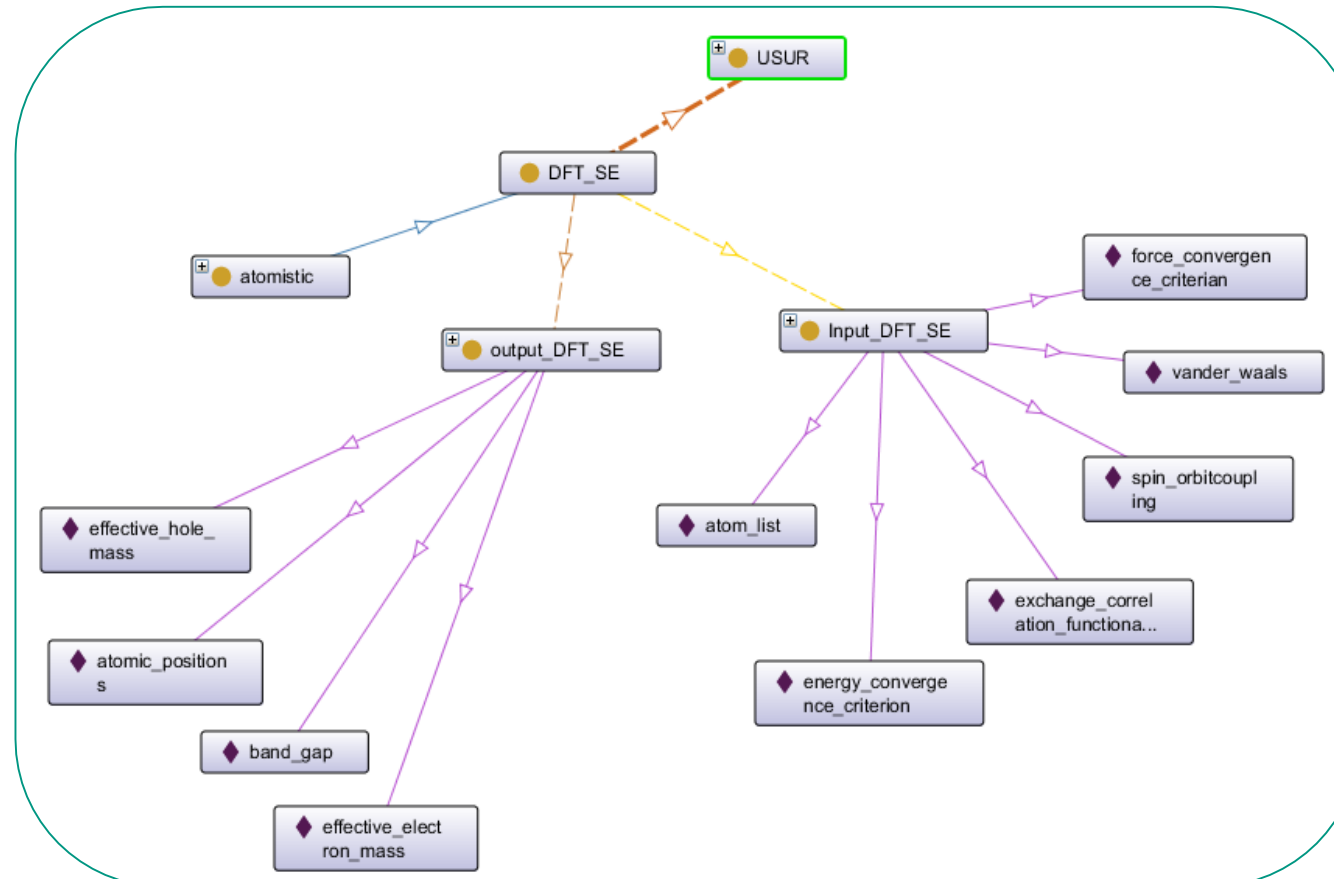 USUR
DFT_SE
atomistic
output_DFT_SE
Input_DFT_SE
force_convergen
ce_criterian
vander_waals
spin_orbitcoupl
ing
exchange_correl
ation_functiona...
energy_converge
nce_criterion
atom_list
effective_hole_
mass
atomic_position
s
band_gap
effective_elect
ron_mass